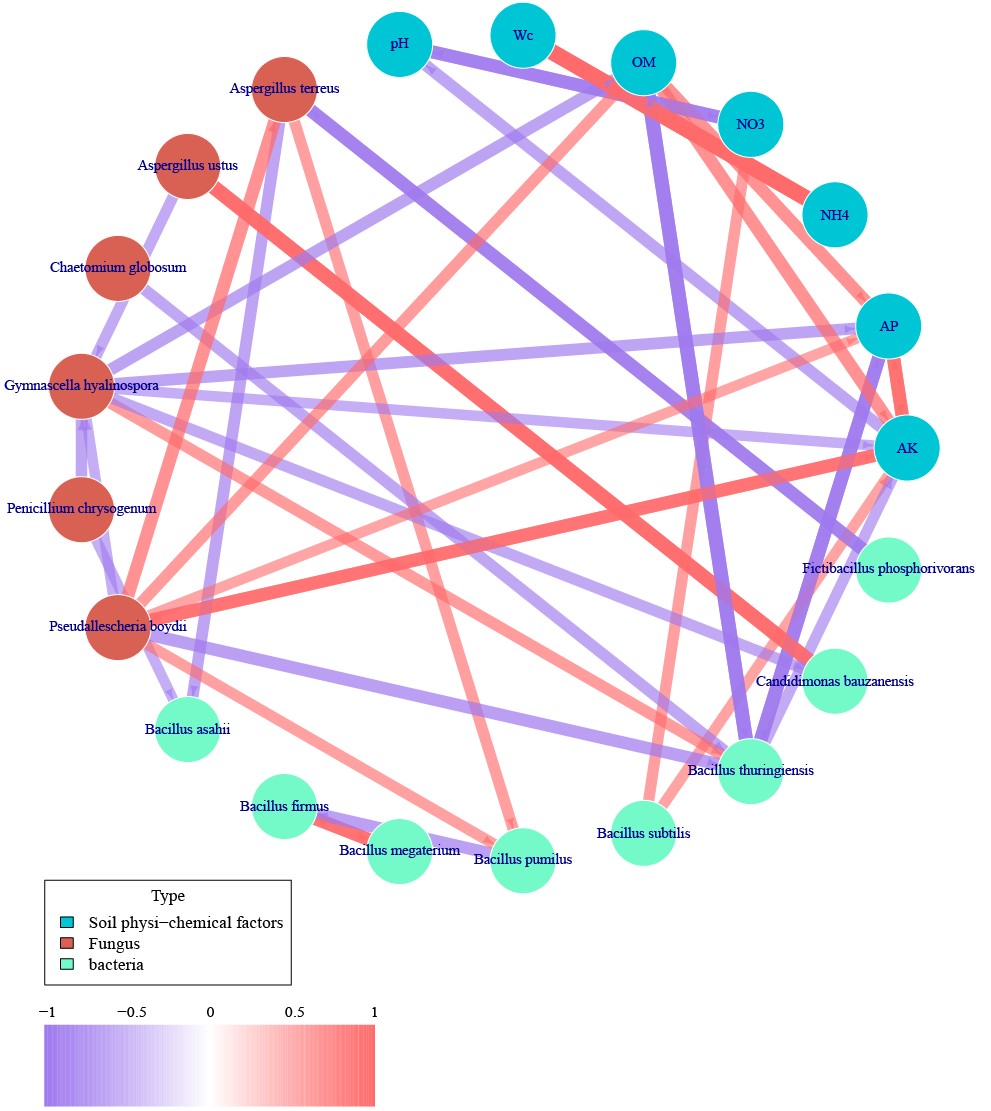 Wc
pH
OM
Aspergillus terreus
NO3
Aspergillus ustus
NH4
Chaetomium globosum
AP
Gymnascella hyalinospora
AK
Penicillium chrysogenum
Fictibacillus phosphorivorans
Pseudallescheria boydii
Candidimonas bauzanensis
Bacillus asahii
Bacillus thuringiensis
Bacillus firmus
Bacillus subtilis
Bacillus megaterium
Bacillus pumilus
Type
Soil physi−chemical factors
Fungus
bacteria
−1 −0.5 0 0.5 1